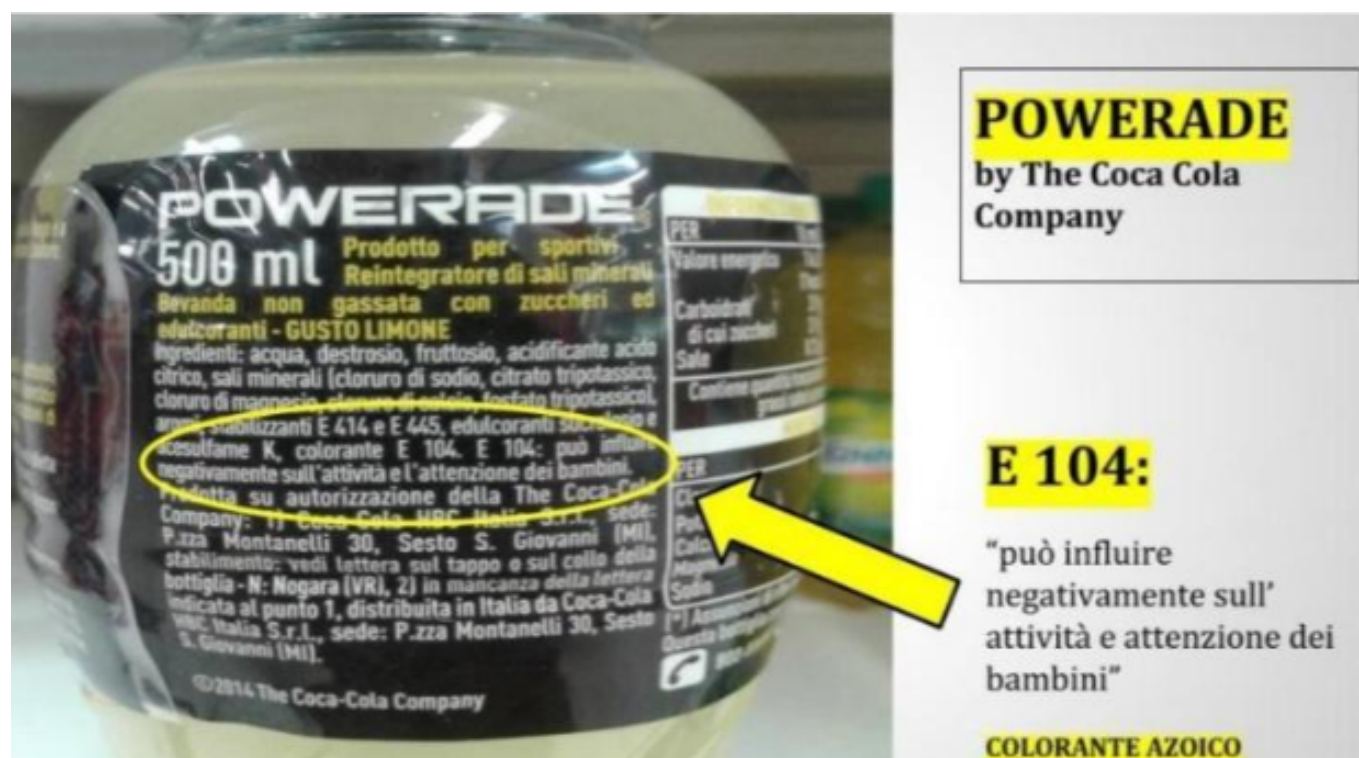 POWERADE
500 ml
Prodotto per sportivi -
Reintegratore di sali minerali
Bevanda non gassata con zuccheri ed
edulcoranti - GUSTO LIMONE
Ingredienti: acqua, destrosio, fruttosio, acidificante acido
citrico, sali minerali (cloruro di sodio, citrato tripotassico,
cloruro di magnesio, cloruro di calcio, fosfato tripotassico),
aromi, stabilizzanti E 414 e E 445, edulcoranti sucralosio e
acesulfame K, colorante E 104. E 104: può influire
negativamente sull'attività e l'attenzione dei bambini.
Prodotta su autorizzazione della The Coca-Cola
Company: 1) Coca-Cola HBC Italia S.r.l., sede:
P.zza Montanelli 30, Sesto S. Giovanni (MI),
stabilimento: vedi lettera sul tappo o sul collo della
bottiglia - N: Nogara (VR), 2) in mancanza della lettera
indicata al punto 1, distribuita in Italia da Coca-Cola
HBC Italia S.r.l., sede: P.zza Montanelli 30, Sesto
S. Giovanni (MI).
©2014 The Coca-Cola Company
PER
Valore energetico
Carboidrati
di cui zuccheri
Sale
Contiene
PER
Sodio
POWERADE
by The Coca Cola
Company
E 104:
“può influire
negativamente sull’
attività e attenzione dei
bambini”
COLORANTE AZOICO